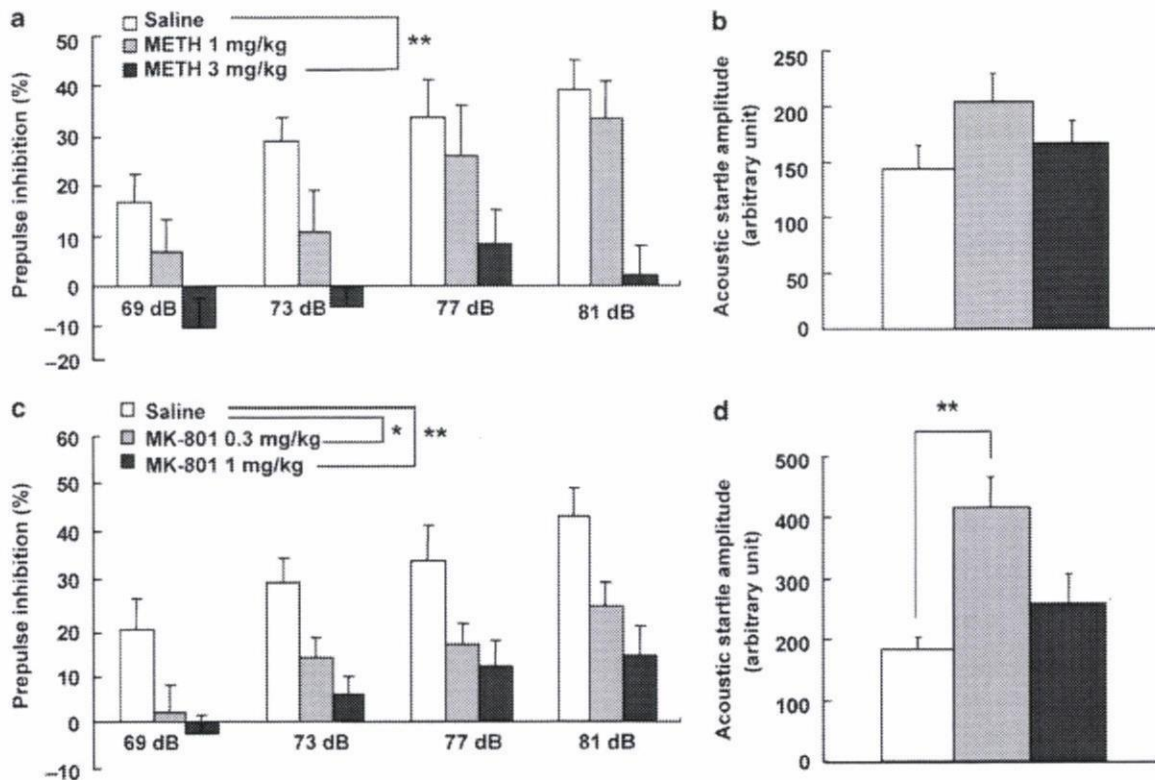 a
Saline
METH 1 mg/kg
METH 3 mg/kg
**
Prepulse inhibition (%)
50
40
30
20
10
0
–10
–20
69 dB
73 dB
77 dB
81 dB
b
Acoustic startle amplitude
(arbitrary unit)
250
200
150
100
50
0
c
Saline
MK-801 0.3 mg/kg
MK-801 1 mg/kg
*
**
Prepulse inhibition (%)
60
50
40
30
20
10
0
–10
69 dB
73 dB
77 dB
81 dB
d
**
Acoustic startle amplitude
(arbitrary unit)
500
400
300
200
100
0